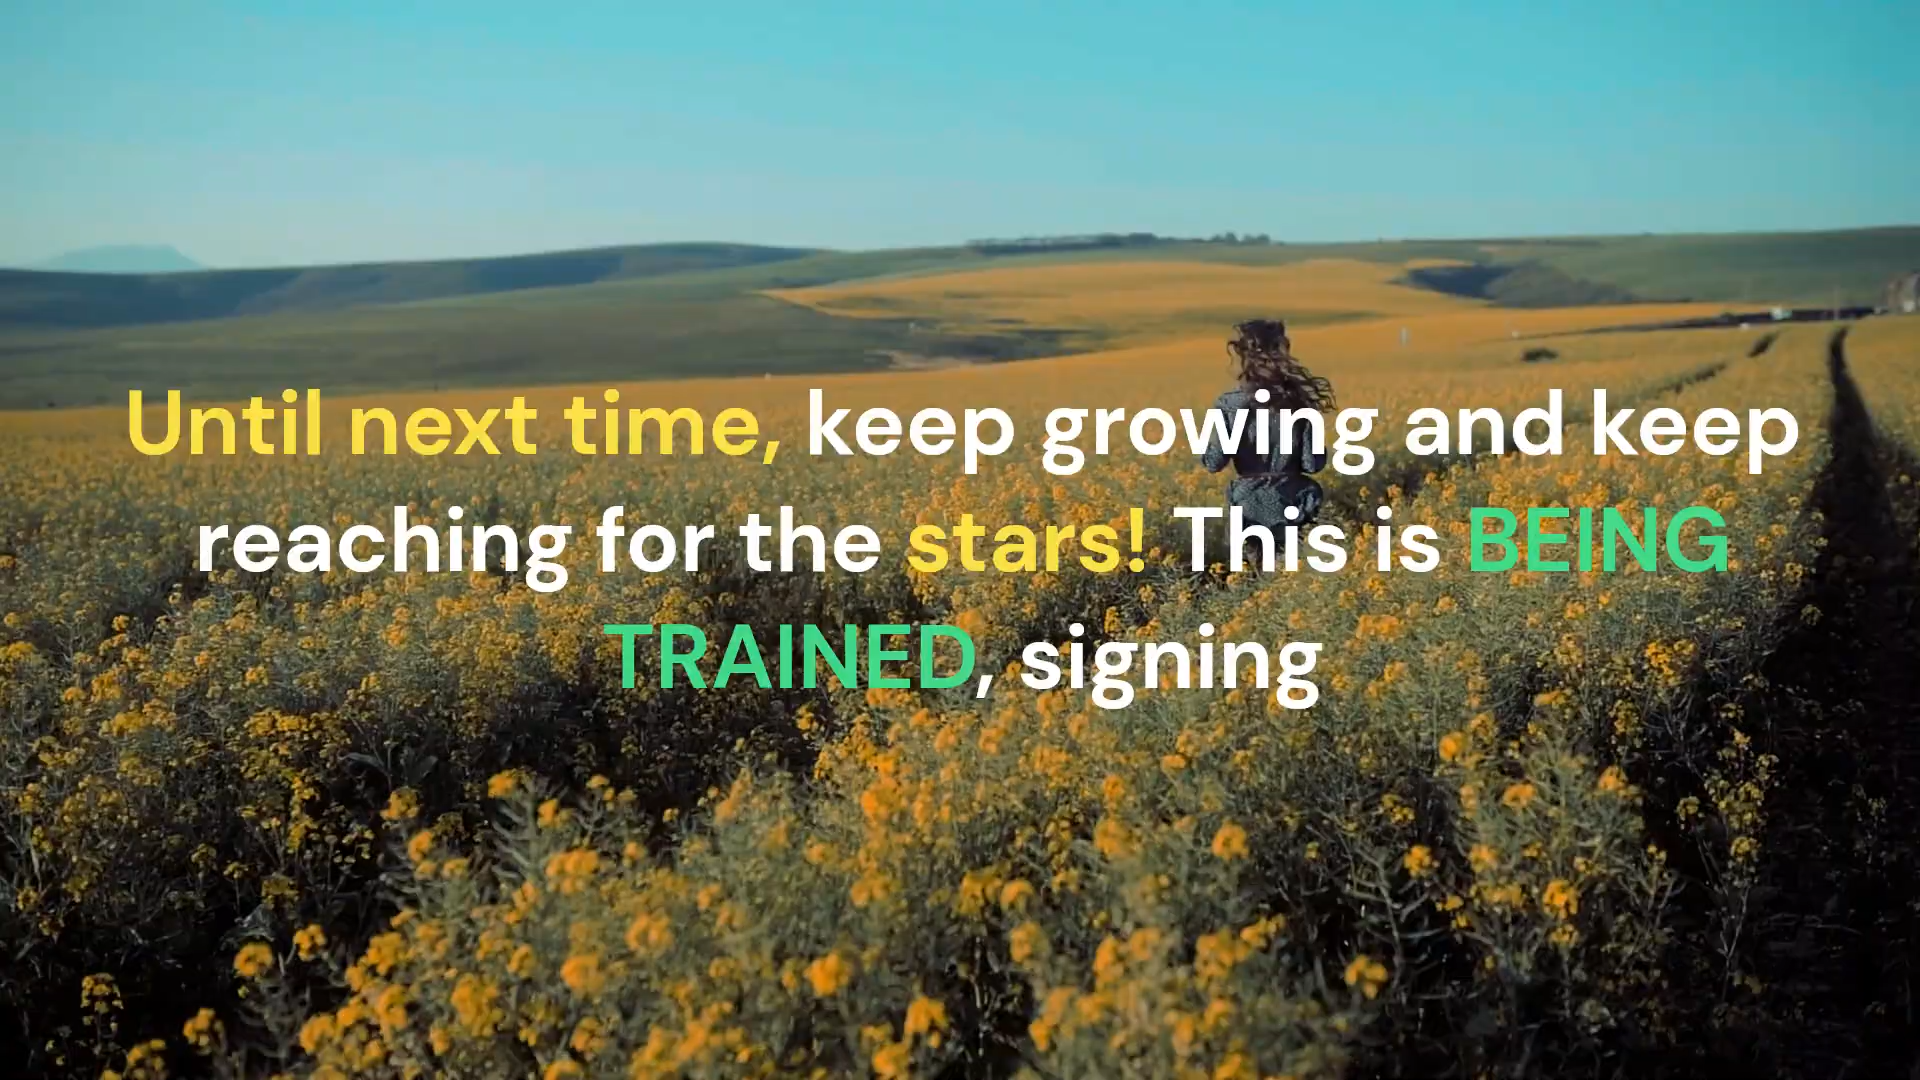 Until next time, keep growing and keep
reaching for the stars! This is BEING
TRAINED, signing